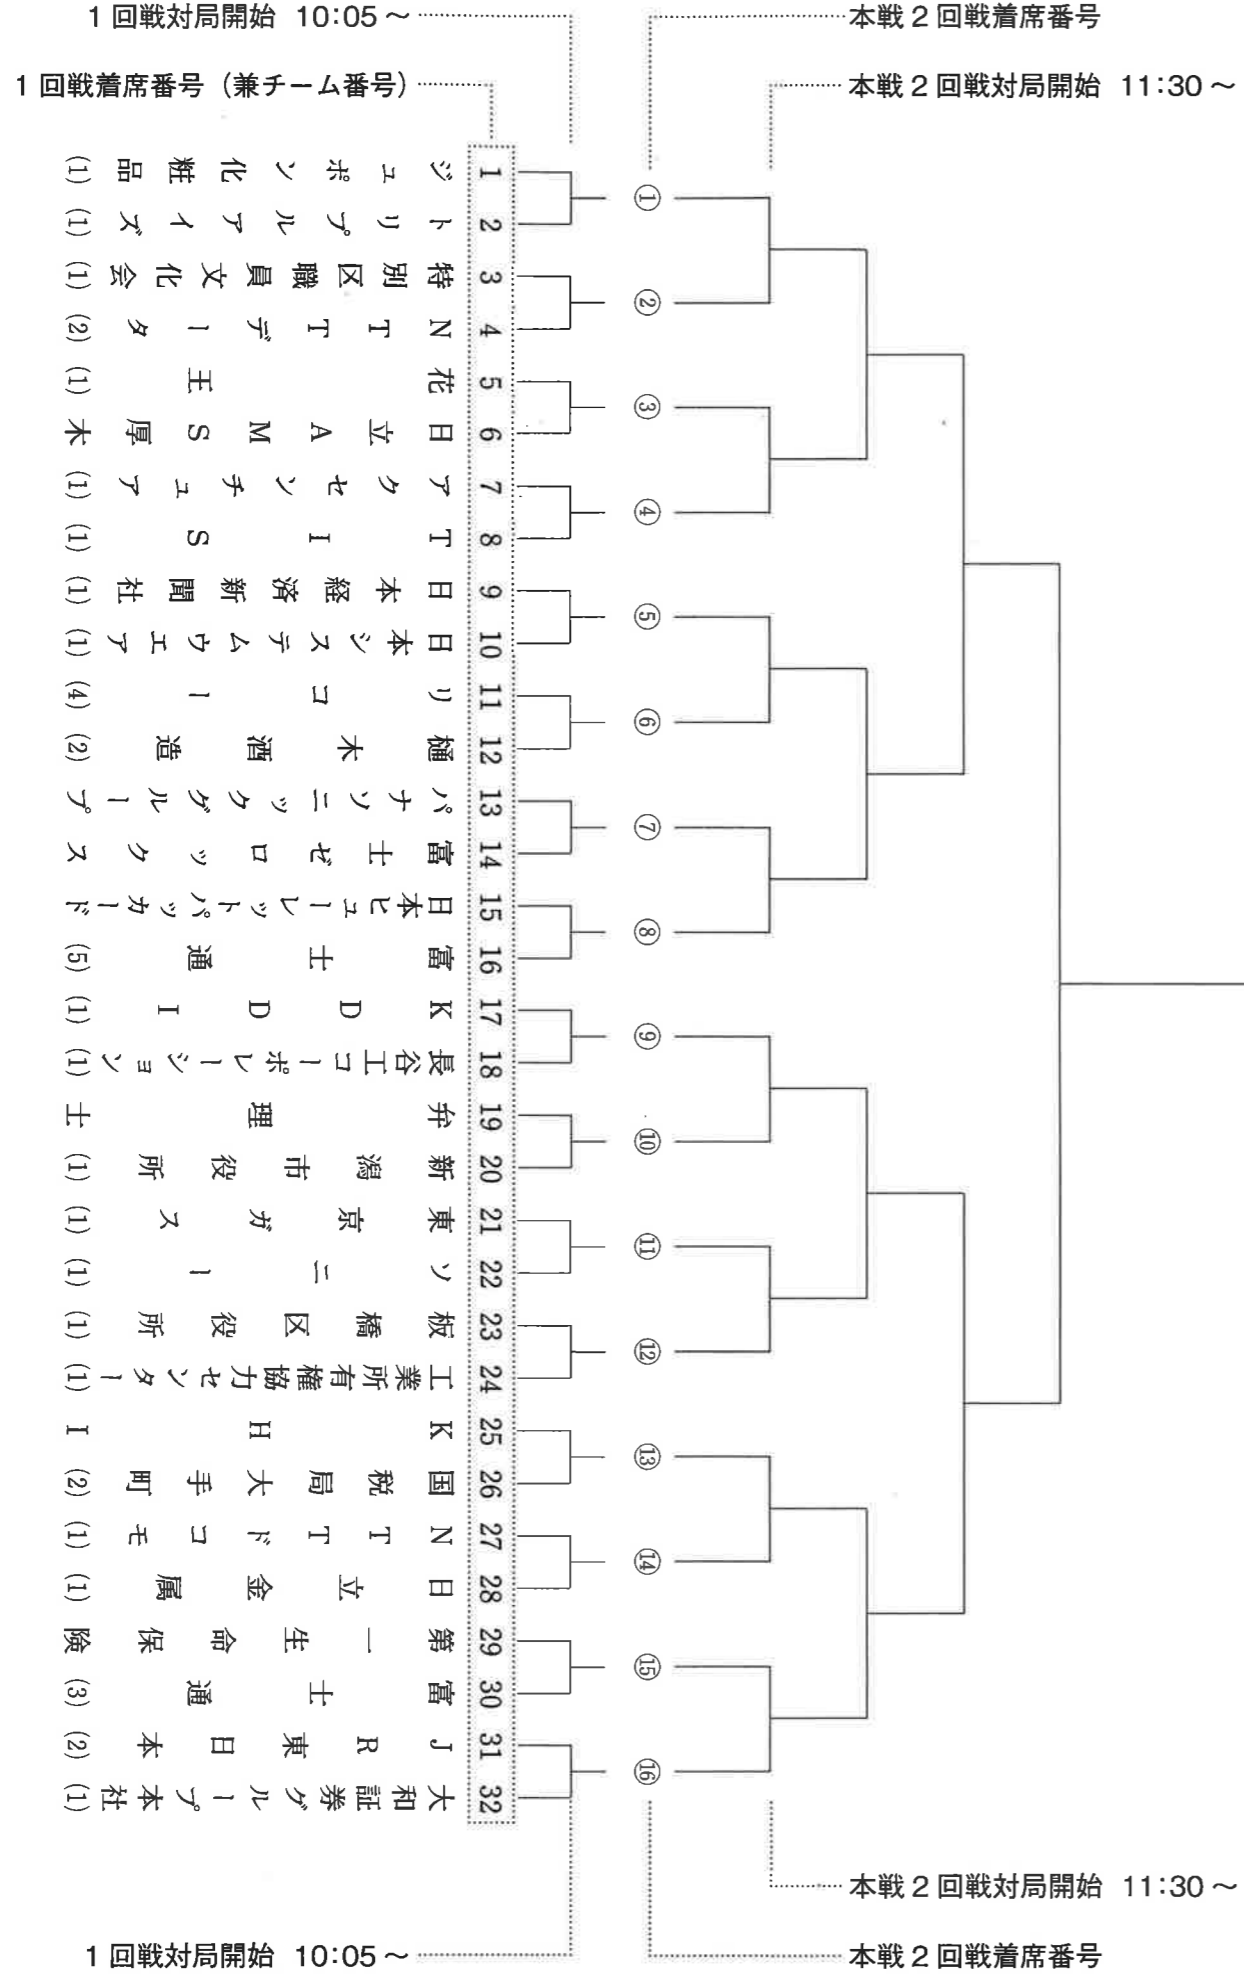 1回戦対局開始 10:05～
本戦2回戦着席番号
1回戦着席番号（兼チーム番号）
本戦2回戦対局開始 11:30～
1 ジュポン化粧品 (1)
2 トリプルアイズ (1)
①
3 特別区職員文化会 (1)
4 NTTデータ (2)
②
5 花王 (1)
6 日立AMS厚木
③
7 アクセンチュア (1)
8 TIS (1)
④
9 日本経済新聞社 (1)
10 日本システムウエア (1)
⑤
11 リコー (4)
12 樋木酒造 (2)
⑥
13 パナソニックグループ
14 富士ゼロックス
⑦
15 日本ヒューレットパッカード
16 富士通 (5)
⑧
17 KDDI (1)
18 長谷工コーポレーション (1)
⑨
19 弁理士
20 新潟市役所 (1)
⑩
21 東京ガス (1)
22 ソニー (1)
⑪
23 板橋区役所 (1)
24 工業所有権協力センター (1)
⑫
25 KHI
26 国税局大手町 (2)
⑬
27 NTTドコモ (1)
28 日立金属 (1)
⑭
29 第一生命保険
30 富士通 (3)
⑮
31 JR東日本 (2)
32 大和証券グループ本社 (1)
⑯
本戦2回戦対局開始 11:30～
1回戦対局開始 10:05～
本戦2回戦着席番号